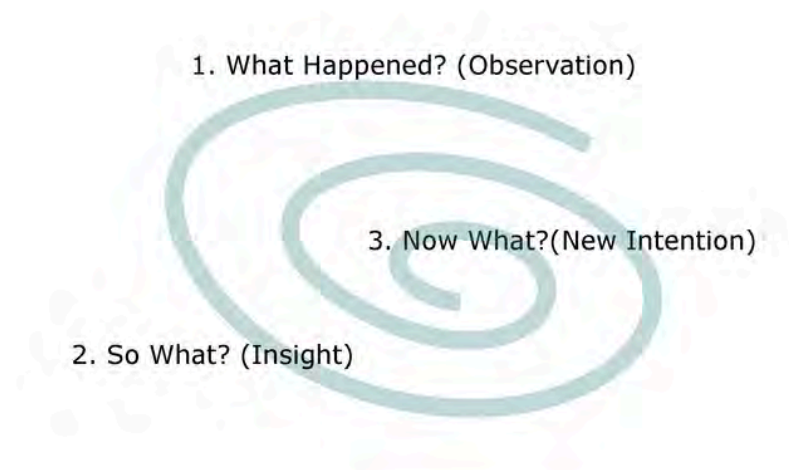 1. What Happened? (Observation)
3. Now What?(New Intention)
2. So What? (Insight)